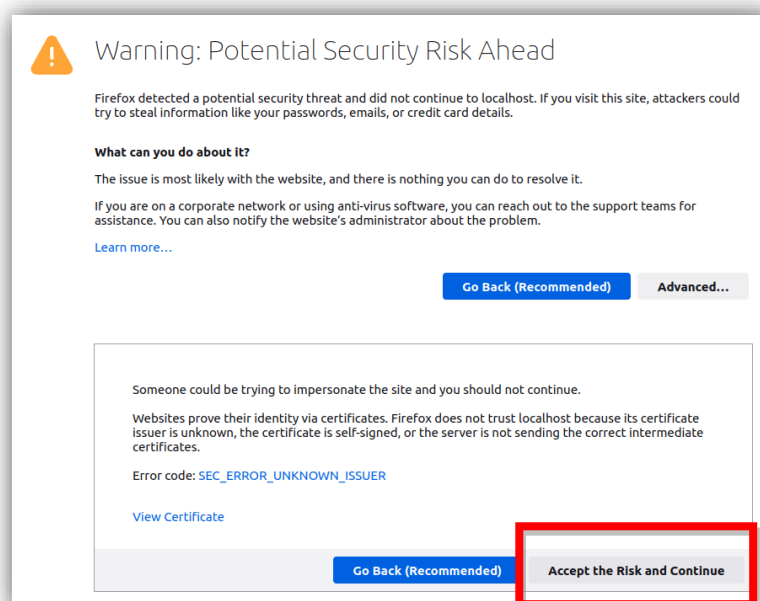 Warning: Potential Security Risk Ahead
Firefox detected a potential security threat and did not continue to localhost. If you visit this site, attackers could
try to steal information like your passwords, emails, or credit card details.
What can you do about it?
The issue is most likely with the website, and there is nothing you can do to resolve it.
If you are on a corporate network or using anti-virus software, you can reach out to the support teams for
assistance. You can also notify the website's administrator about the problem.
Learn more…
Go Back (Recommended) Advanced...
Someone could be trying to impersonate the site and you should not continue.
Websites prove their identity via certificates. Firefox does not trust localhost because its certificate
issuer is unknown, the certificate is self-signed, or the server is not sending the correct intermediate
certificates.
Error code: SEC_ERROR_UNKNOWN_ISSUER
View Certificate
Go Back (Recommended) Accept the Risk and Continue